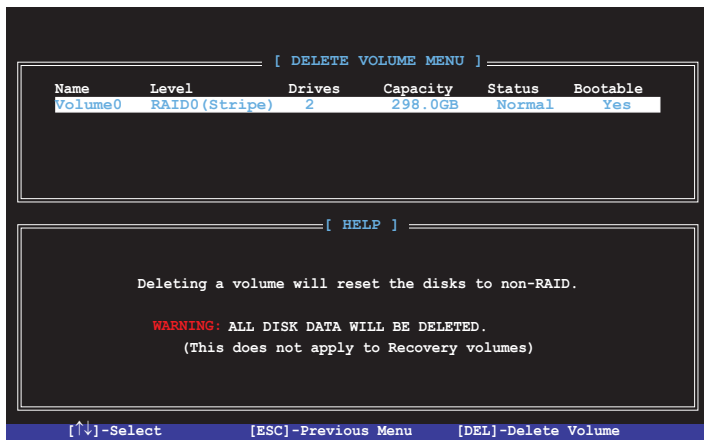 [ DELETE VOLUME MENU ]
Name Level Drives Capacity Status Bootable
Volume0 RAID0(Stripe) 2 298.0GB Normal Yes
[ HELP ]
Deleting a volume will reset the disks to non-RAID.
WARNING: ALL DISK DATA WILL BE DELETED.
(This does not apply to Recovery volumes)
[↑↓]-Select [ESC]-Previous Menu [DEL]-Delete Volume